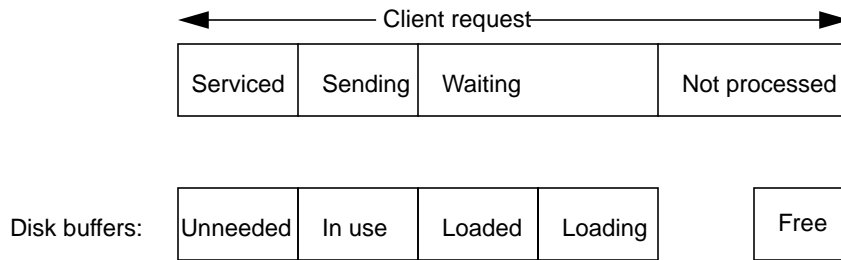 Client request
Serviced Sending Waiting Not processed
Disk buffers: Unneeded In use Loaded Loading Free